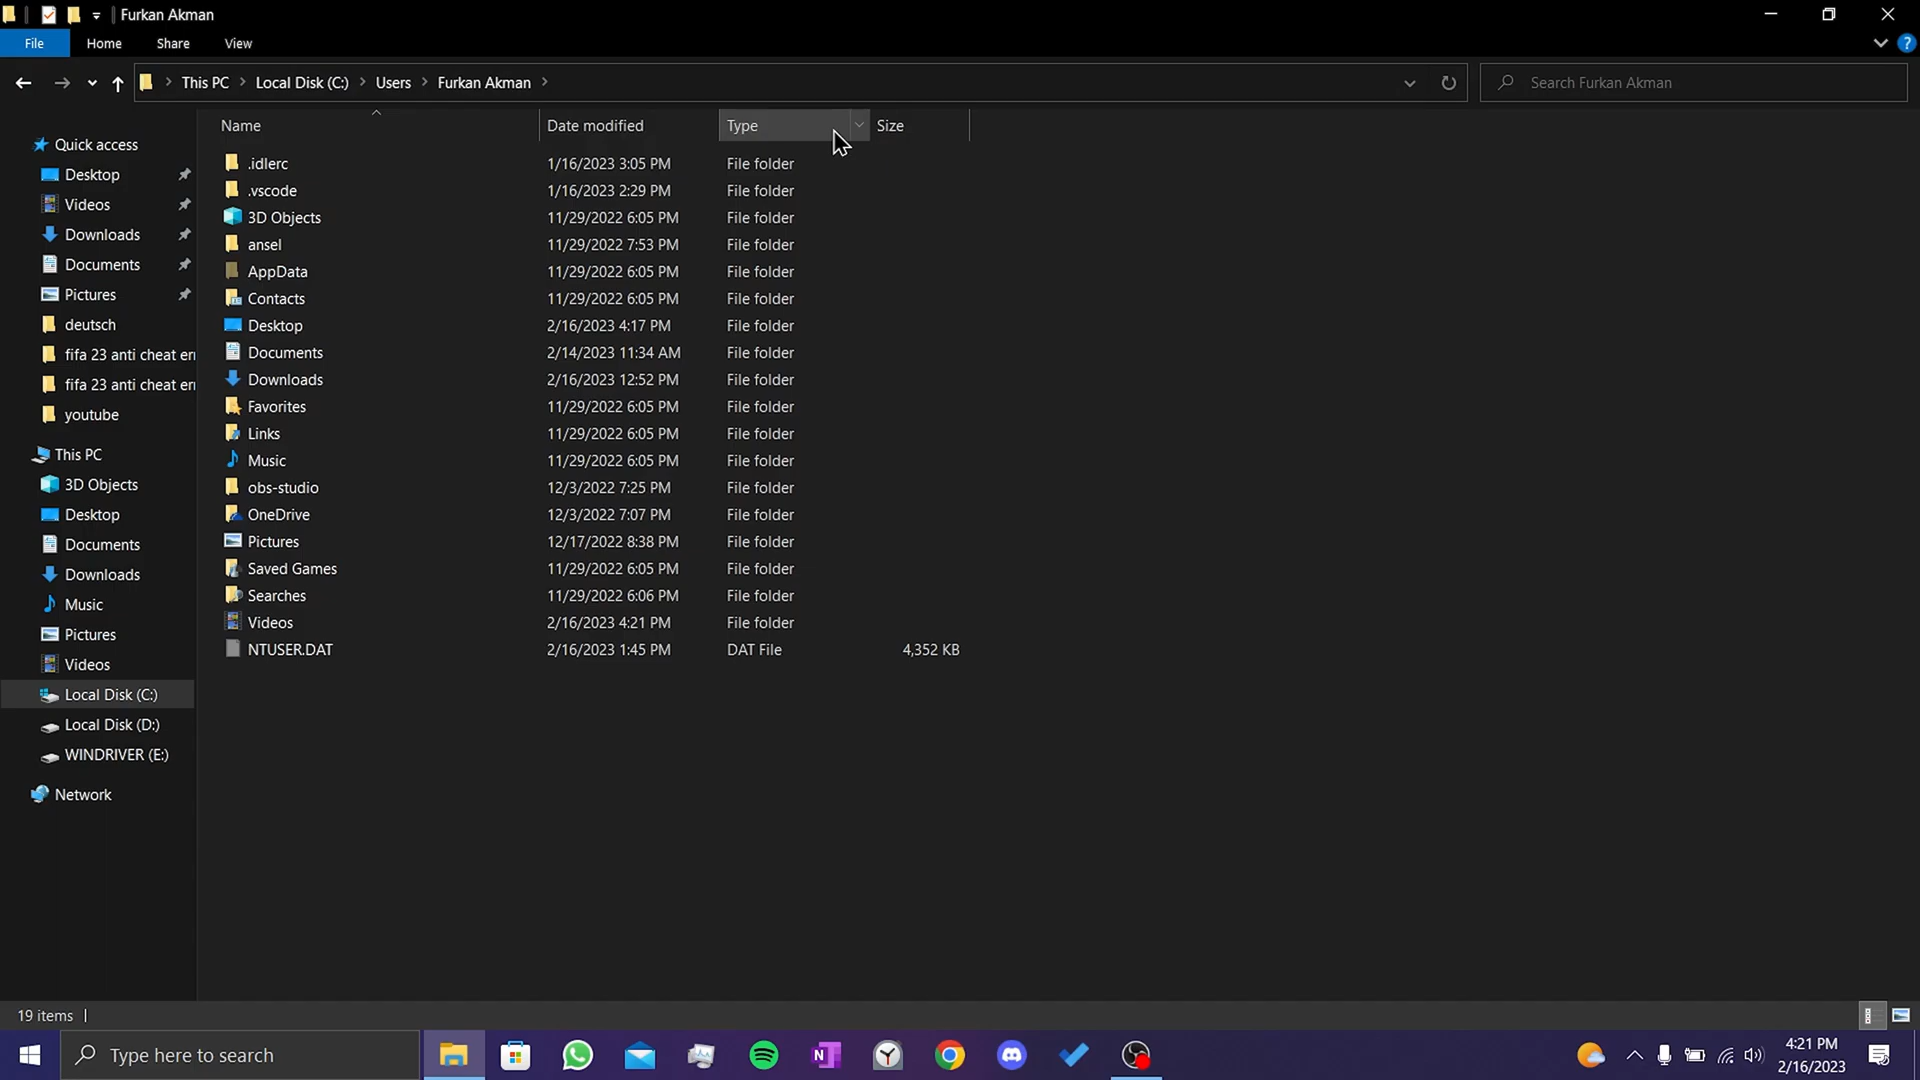 Furkan Akman
File Home Share View
This PC Local Disk (C:) Users Furkan Akman Search Furkan Akman
Name Date modified Type Size
Quick access
Desktop
Videos
Downloads
Documents
Pictures
deutsch
fifa 23 anti cheat err
fifa 23 anti cheat err
youtube
This PC
3D Objects
Desktop
Documents
Downloads
Music
Pictures
Videos
Local Disk (C:)
Local Disk (D:)
WINDRIVER (E:)
Network
.idlerc 1/16/2023 3:05 PM File folder
.vscode 1/16/2023 2:29 PM File folder
3D Objects 11/29/2022 6:05 PM File folder
ansel 11/29/2022 7:53 PM File folder
AppData 11/29/2022 6:05 PM File folder
Contacts 11/29/2022 6:05 PM File folder
Desktop 2/16/2023 4:17 PM File folder
Documents 2/14/2023 11:34 AM File folder
Downloads 2/16/2023 12:52 PM File folder
Favorites 11/29/2022 6:05 PM File folder
Links 11/29/2022 6:05 PM File folder
Music 11/29/2022 6:05 PM File folder
obs-studio 12/3/2022 7:25 PM File folder
OneDrive 12/3/2022 7:07 PM File folder
Pictures 12/17/2022 8:38 PM File folder
Saved Games 11/29/2022 6:05 PM File folder
Searches 11/29/2022 6:06 PM File folder
Videos 2/16/2023 4:21 PM File folder
NTUSER.DAT 2/16/2023 1:45 PM DAT File 4,352 KB
19 items
Type here to search
4:21 PM
2/16/2023